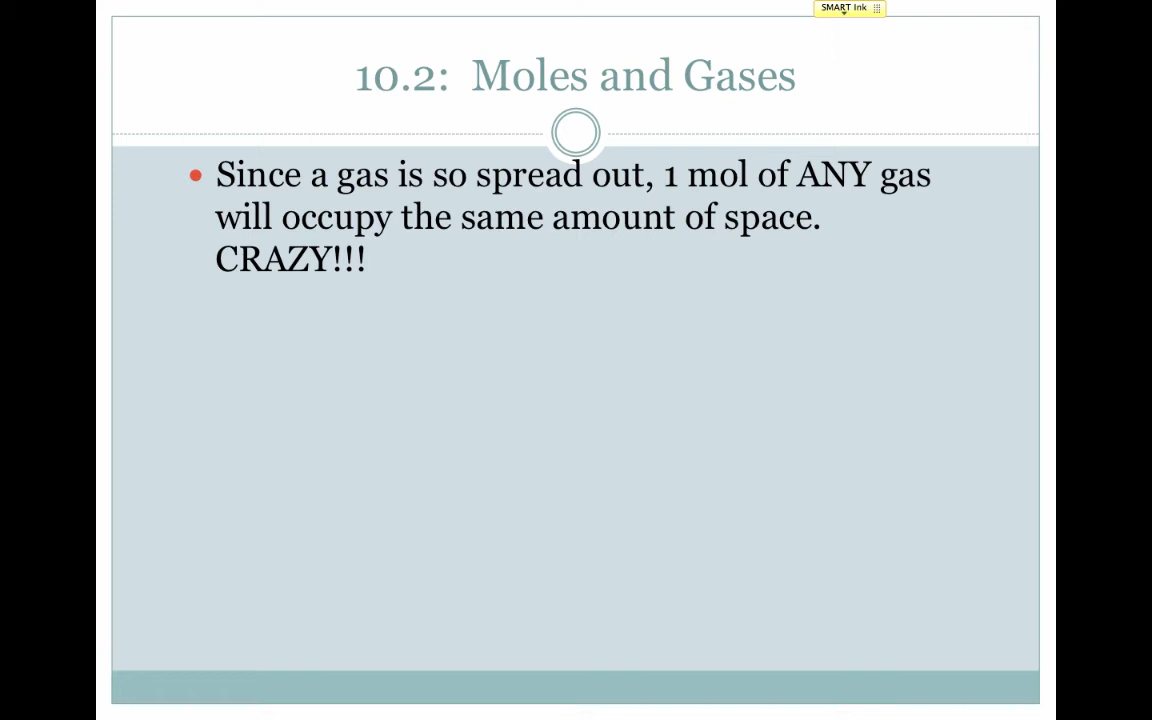 SMART Ink
10.2: Moles and Gases
Since a gas is so spread out, 1 mol of ANY gas
will occupy the same amount of space.
CRAZY!!!